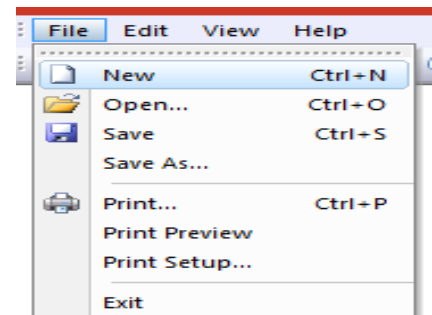 File Edit View Help
New Ctrl+N
Open... Ctrl+O
Save Ctrl+S
Save As...
Print... Ctrl+P
Print Preview
Print Setup...
Exit